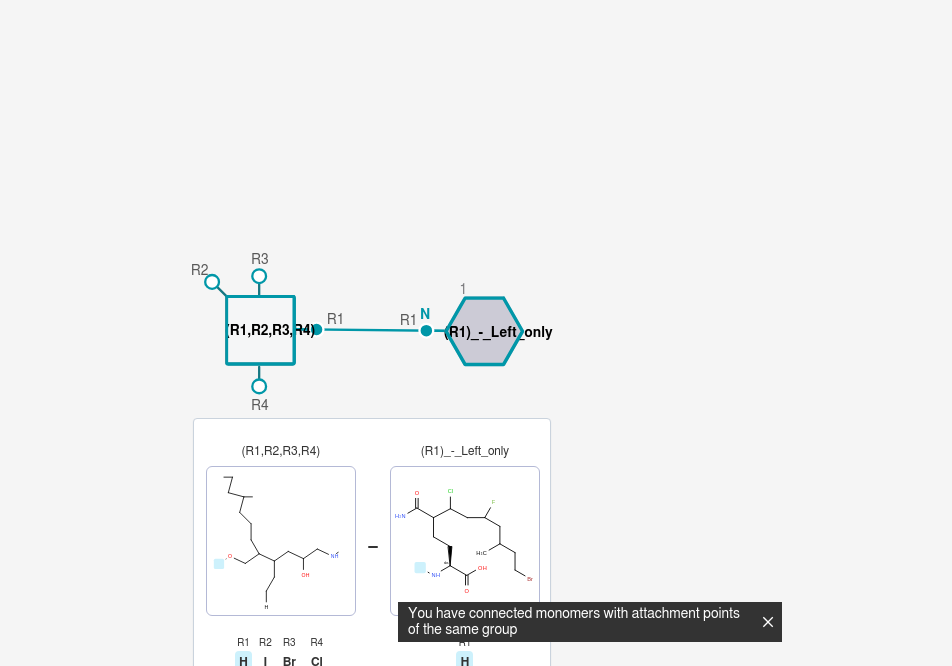 R3
R2
1
N
R1
R1
(R1,R2,R3,R4)
(R1)_-_Left_only
R4
(R1,R2,R3,R4)
(R1)_-_Left_only
O
NH
OH
H
O
Cl
F
H₂N
H₃C
NH
OH
O
Br
You have connected monomers with attachment points
of the same group
R1 R2 R3 R4
R1
H I Br Cl
H